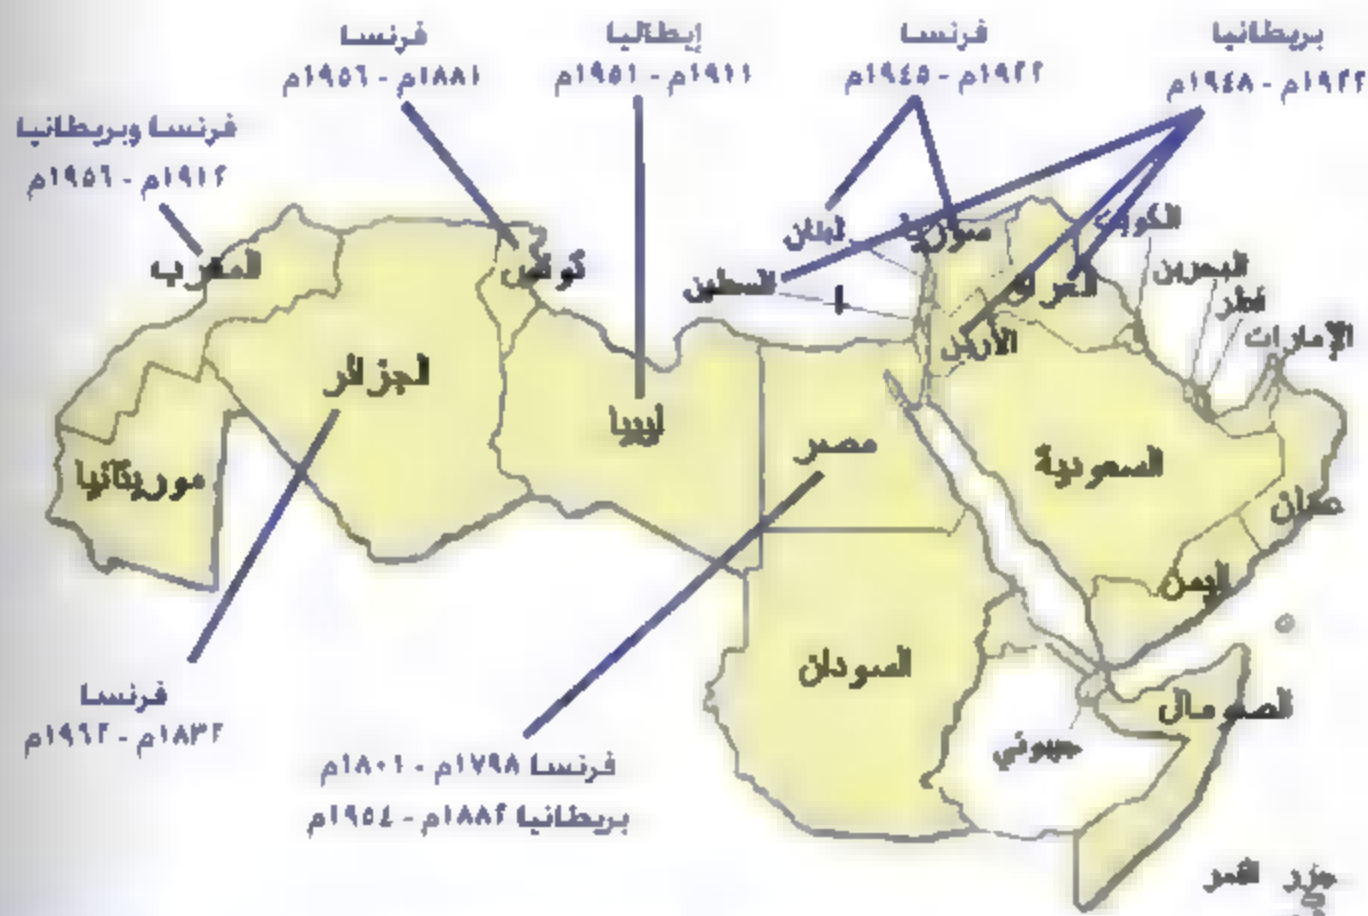 بريطانيا
١٩٢٢م - ١٩٤٨م
فرنسا
١٩٢٢م - ١٩٤٥م
إيطاليا
١٩١١م - ١٩٥١م
فرنسا
١٨٨١م - ١٩٥٦م
فرنسا وبريطانيا
١٩١٢م - ١٩٥٦م
الكويت
البحرين
قطر
الإمارات
سوريا
لبنان
العراق
فلسطين
الأردن
تونس
المغرب
الجزائر
ليبيا
مصر
السعودية
موريتانيا
عمان
اليمن
السودان
الصومال
جيبوتي
فرنسا
١٨٣٢م - ١٩٦٢م
فرنسا ١٧٩٨م - ١٨٠١م
بريطانيا ١٨٨٢م - ١٩٥٤م
جزر القمر